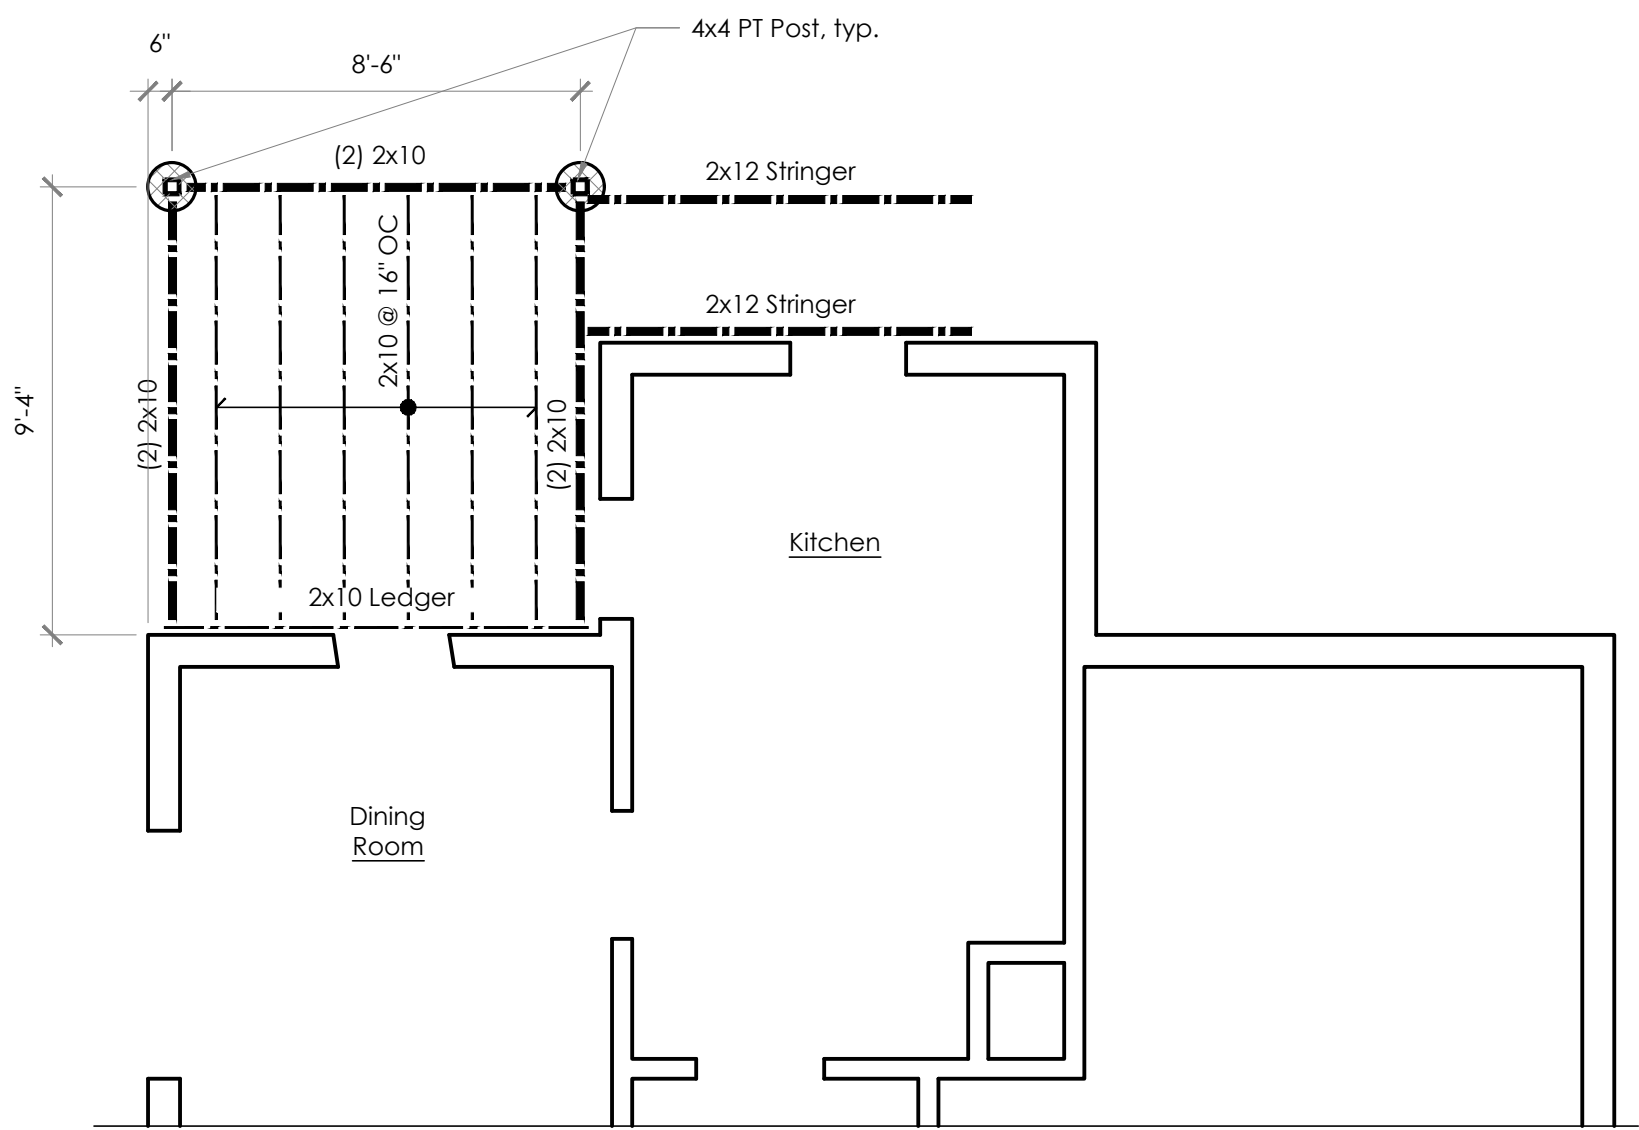 4x4 PT Post, typ.
6"
8'-6"
(2) 2x10
2x12 Stringer
2x10 @ 16" OC
2x12 Stringer
9'-4"
(2) 2x10
(2) 2x10
Kitchen
2x10 Ledger
Dining
Room